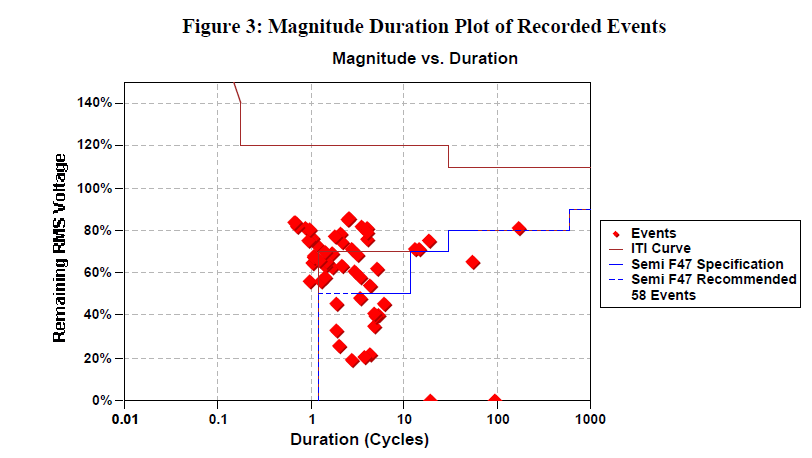 Figure 3: Magnitude Duration Plot of Recorded Events
Magnitude vs. Duration
Remaining RMS Voltage
140%
120%
100%
80%
60%
40%
20%
0%
0.01 0.1 1 10 100 1000
Duration (Cycles)
Events
ITI Curve
Semi F47 Specification
Semi F47 Recommended
58 Events